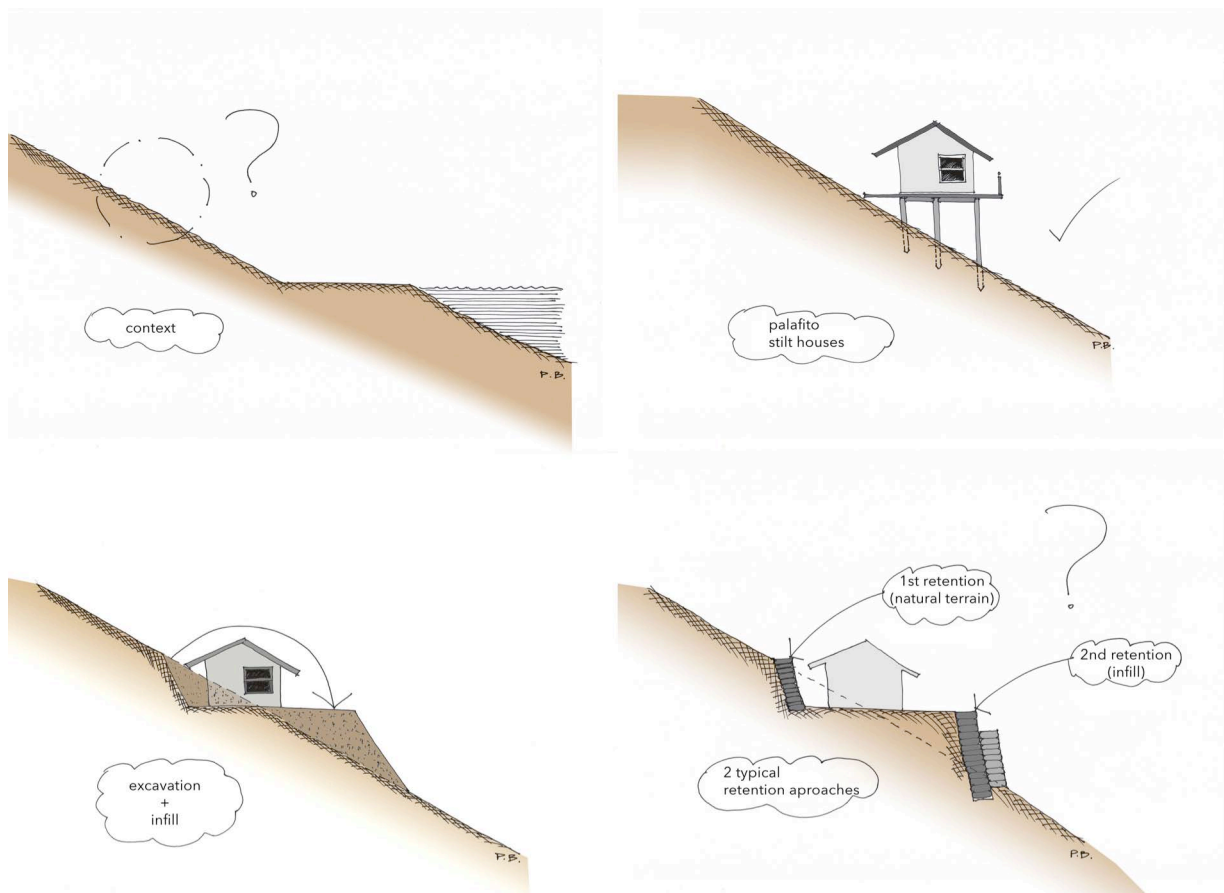 ?
context
P.B.
palafito
stilt houses
P.B.
excavation
+
infill
P.B.
?
1st retention
(natural terrain)
2nd retention
(infill)
2 typical
retention aproaches
P.B.